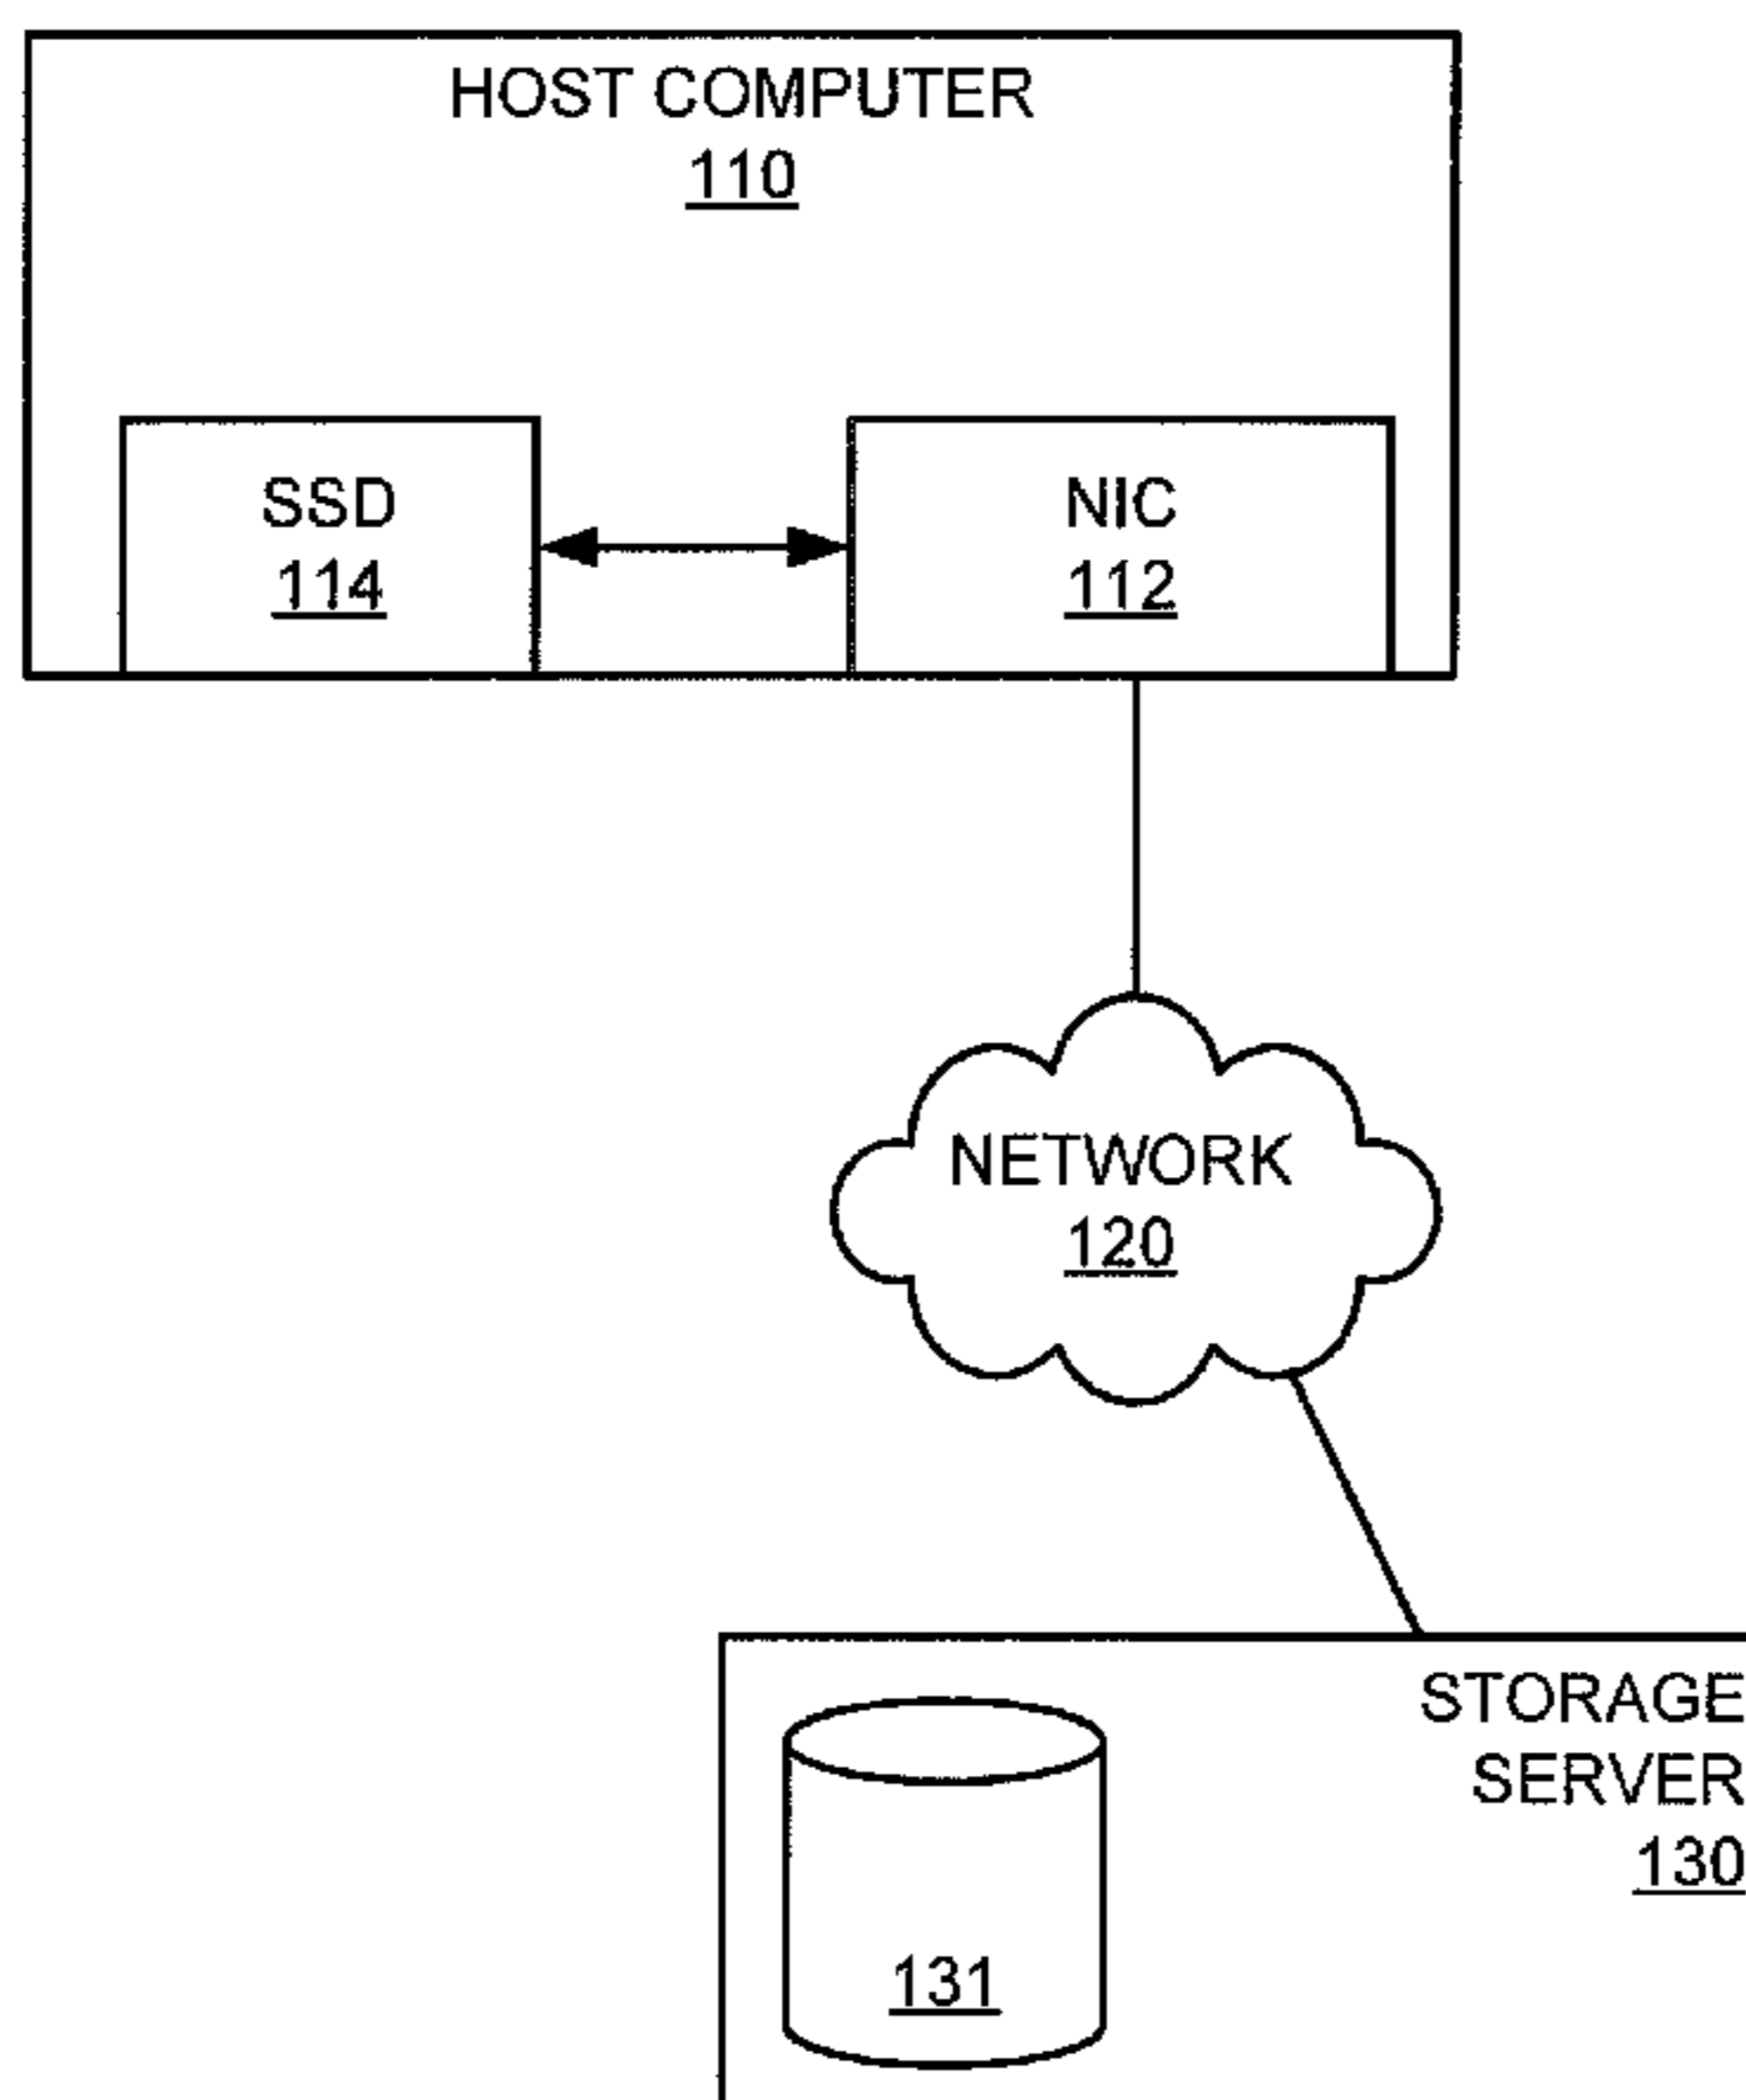 HOST COMPUTER
110
SSD
114
NIC
112
NETWORK
120
STORAGE
SERVER
130
131